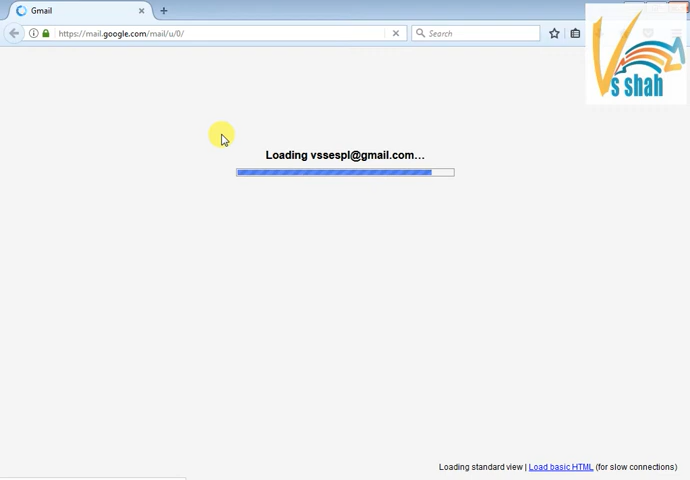 Gmail
https://mail.google.com/mail/u/0/
Search
Vs shah
Loading vssespl@gmail.com...
Loading standard view | Load basic HTML (for slow connections)